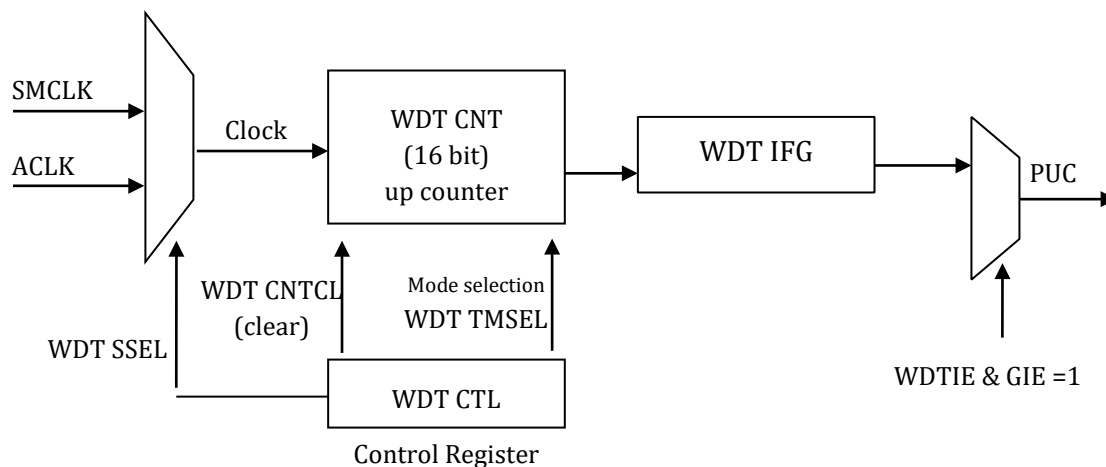 SMCLK
ACLK
Clock
WDT CNT
(16 bit)
up counter
WDT IFG
PUC
WDT CNTCL
(clear)
Mode selection
WDT TMSEL
WDT SSEL
WDT CTL
Control Register
WDTIE & GIE =1